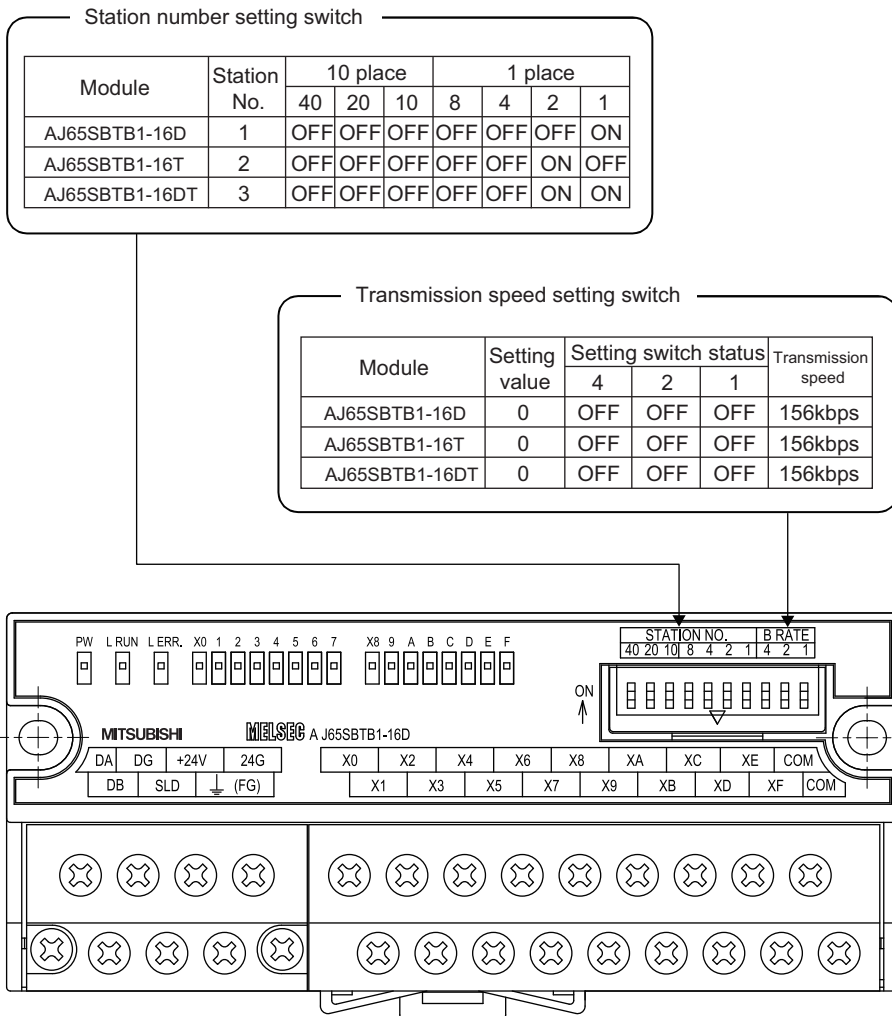 Station number setting switch
Module Station No. 10 place 1 place
40 20 10 8 4 2 1
AJ65SBTB1-16D 1 OFF OFF OFF OFF OFF OFF ON
AJ65SBTB1-16T 2 OFF OFF OFF OFF OFF ON OFF
AJ65SBTB1-16DT 3 OFF OFF OFF OFF OFF ON ON
Transmission speed setting switch
Module Setting value Setting switch status Transmission speed
4 2 1
AJ65SBTB1-16D 0 OFF OFF OFF 156kbps
AJ65SBTB1-16T 0 OFF OFF OFF 156kbps
AJ65SBTB1-16DT 0 OFF OFF OFF 156kbps
PW L RUN L ERR. X0 1 2 3 4 5 6 7 X8 9 A B C D E F
STATION NO. B RATE
40 20 10 8 4 2 1 4 2 1
ON
MITSUBISHI MELSEC A J65SBTB1-16D
DA DG +24V 24G X0 X2 X4 X6 X8 XA XC XE COM
DB SLD (FG) X1 X3 X5 X7 X9 XB XD XF COM